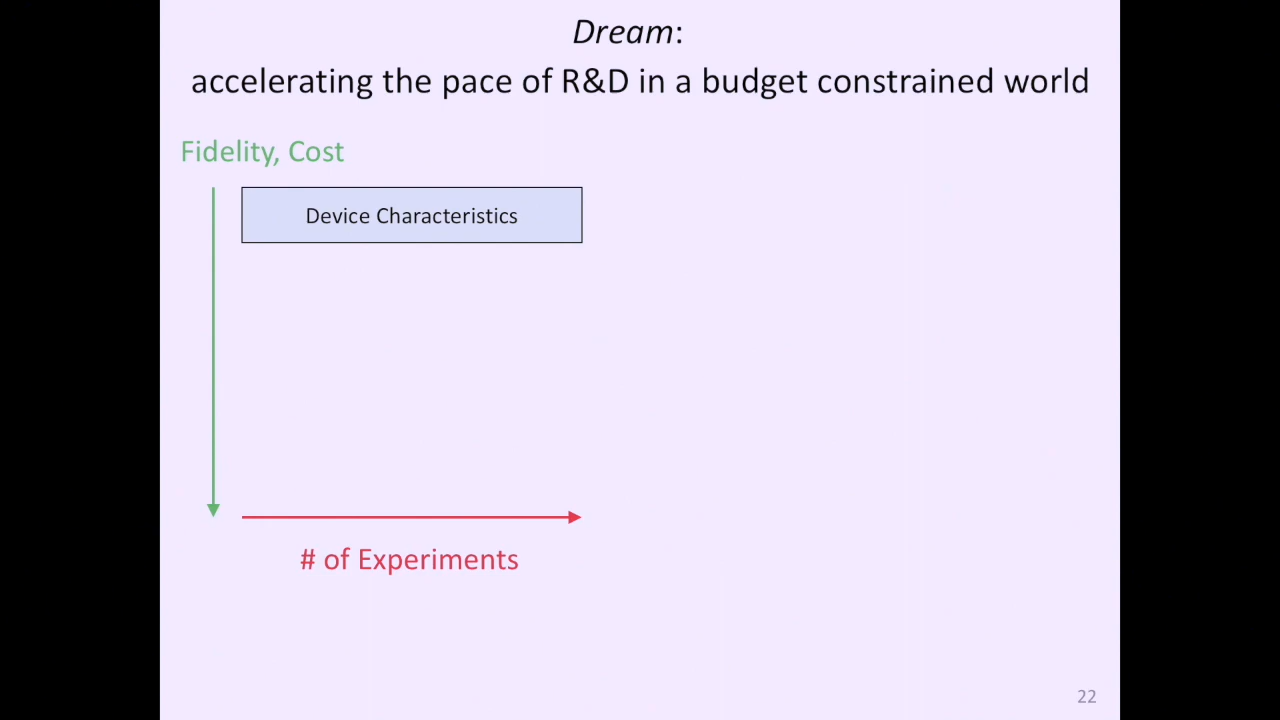 Dream:
accelerating the pace of R&D in a budget constrained world
Fidelity, Cost
Device Characteristics
# of Experiments
22